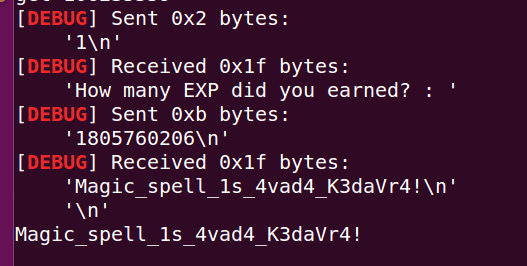 [DEBUG] Sent 0x2 bytes:
'1\n'
[DEBUG] Received 0x1f bytes:
'How many EXP did you earned? : '
[DEBUG] Sent 0xb bytes:
'1805760206\n'
[DEBUG] Received 0x1f bytes:
'Magic_spell_1s_4vad4_K3daVr4!\n'
'\n'
Magic_spell_1s_4vad4_K3daVr4!